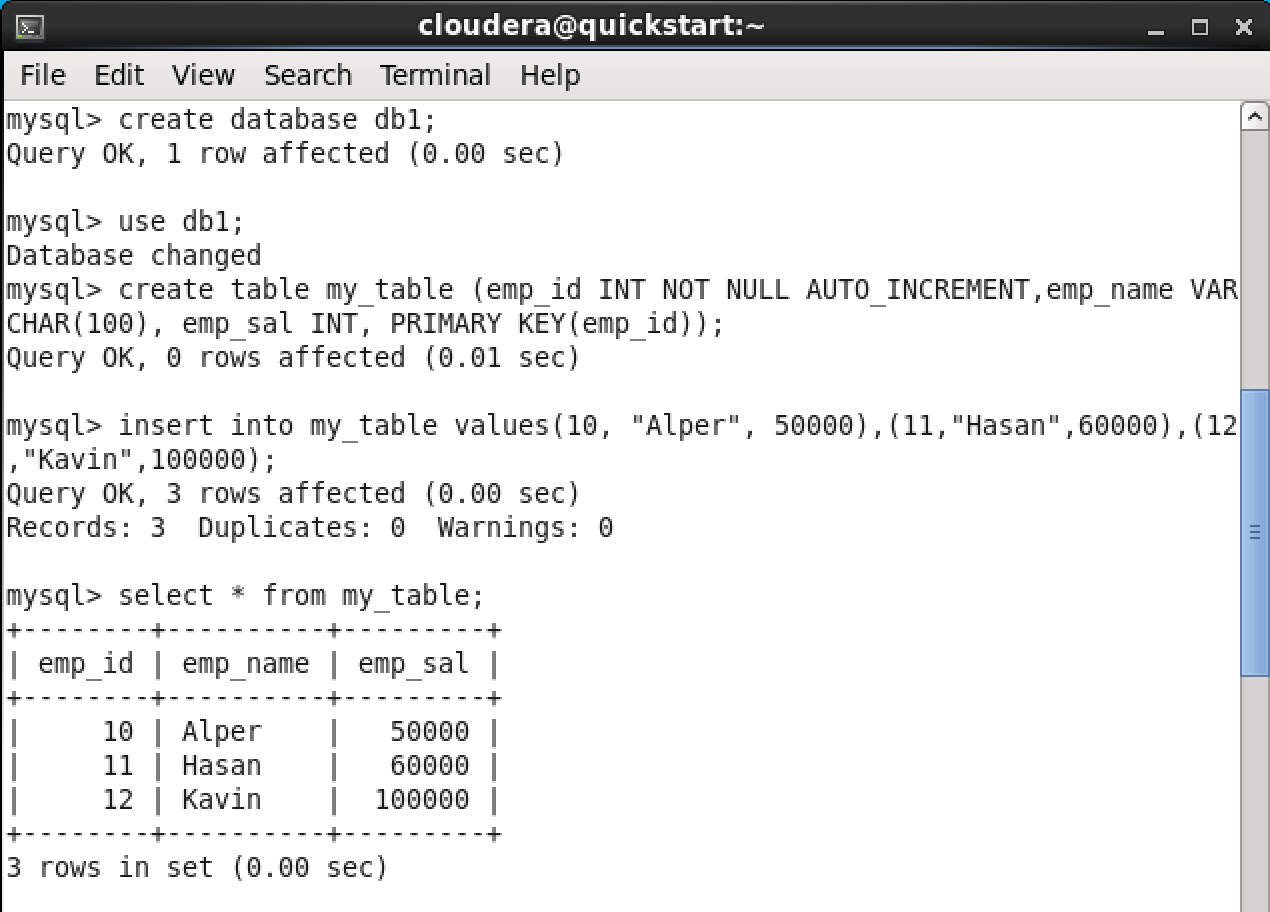 cloudera@quickstart:~
File Edit View Search Terminal Help
mysql> create database db1;
Query OK, 1 row affected (0.00 sec)
mysql> use db1;
Database changed
mysql> create table my_table (emp_id INT NOT NULL AUTO_INCREMENT,emp_name VAR
CHAR(100), emp_sal INT, PRIMARY KEY(emp_id));
Query OK, 0 rows affected (0.01 sec)
mysql> insert into my_table values(10, "Alper", 50000),(11,"Hasan",60000),(12
,"Kavin",100000);
Query OK, 3 rows affected (0.00 sec)
Records: 3  Duplicates: 0  Warnings: 0
mysql> select * from my_table;
+--------+----------+---------+
| emp_id | emp_name | emp_sal |
+--------+----------+---------+
|     10 | Alper    |   50000 |
|     11 | Hasan    |   60000 |
|     12 | Kavin    |  100000 |
+--------+----------+---------+
3 rows in set (0.00 sec)